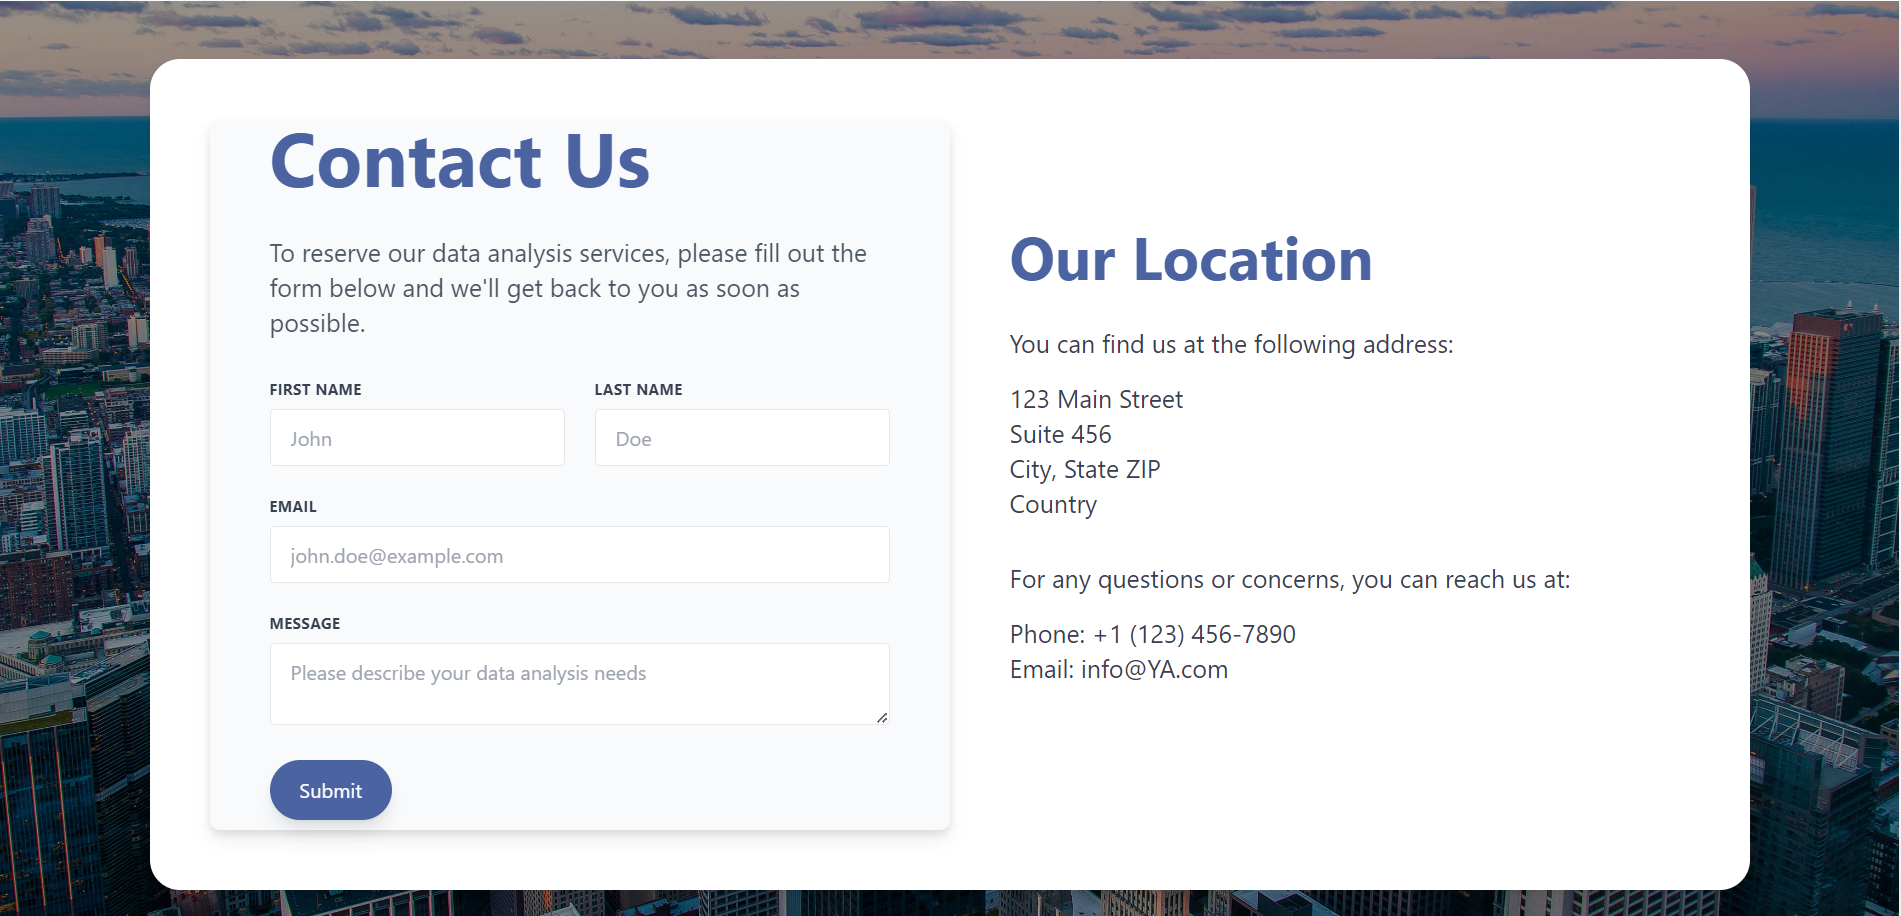 Contact Us
To reserve our data analysis services, please fill out the
form below and we'll get back to you as soon as
possible.
FIRST NAME
LAST NAME
John
Doe
EMAIL
john.doe@example.com
MESSAGE
Please describe your data analysis needs
Submit
Our Location
You can find us at the following address:
123 Main Street
Suite 456
City, State ZIP
Country
For any questions or concerns, you can reach us at:
Phone: +1 (123) 456-7890
Email: info@YA.com